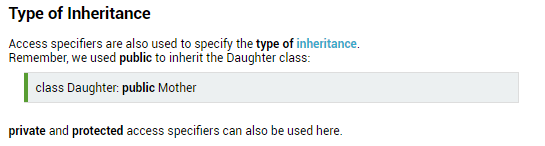 Type of Inheritance
Access specifiers are also used to specify the type of inheritance.
Remember, we used public to inherit the Daughter class:
class Daughter: public Mother
private and protected access specifiers can also be used here.